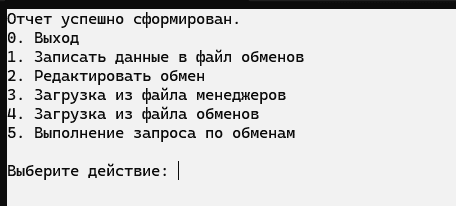 Отчет успешно сформирован.
0. Выход
1. Записать данные в файл обменов
2. Редактировать обмен
3. Загрузка из файла менеджеров
4. Загрузка из файла обменов
5. Выполнение запроса по обменам
Выберите действие: